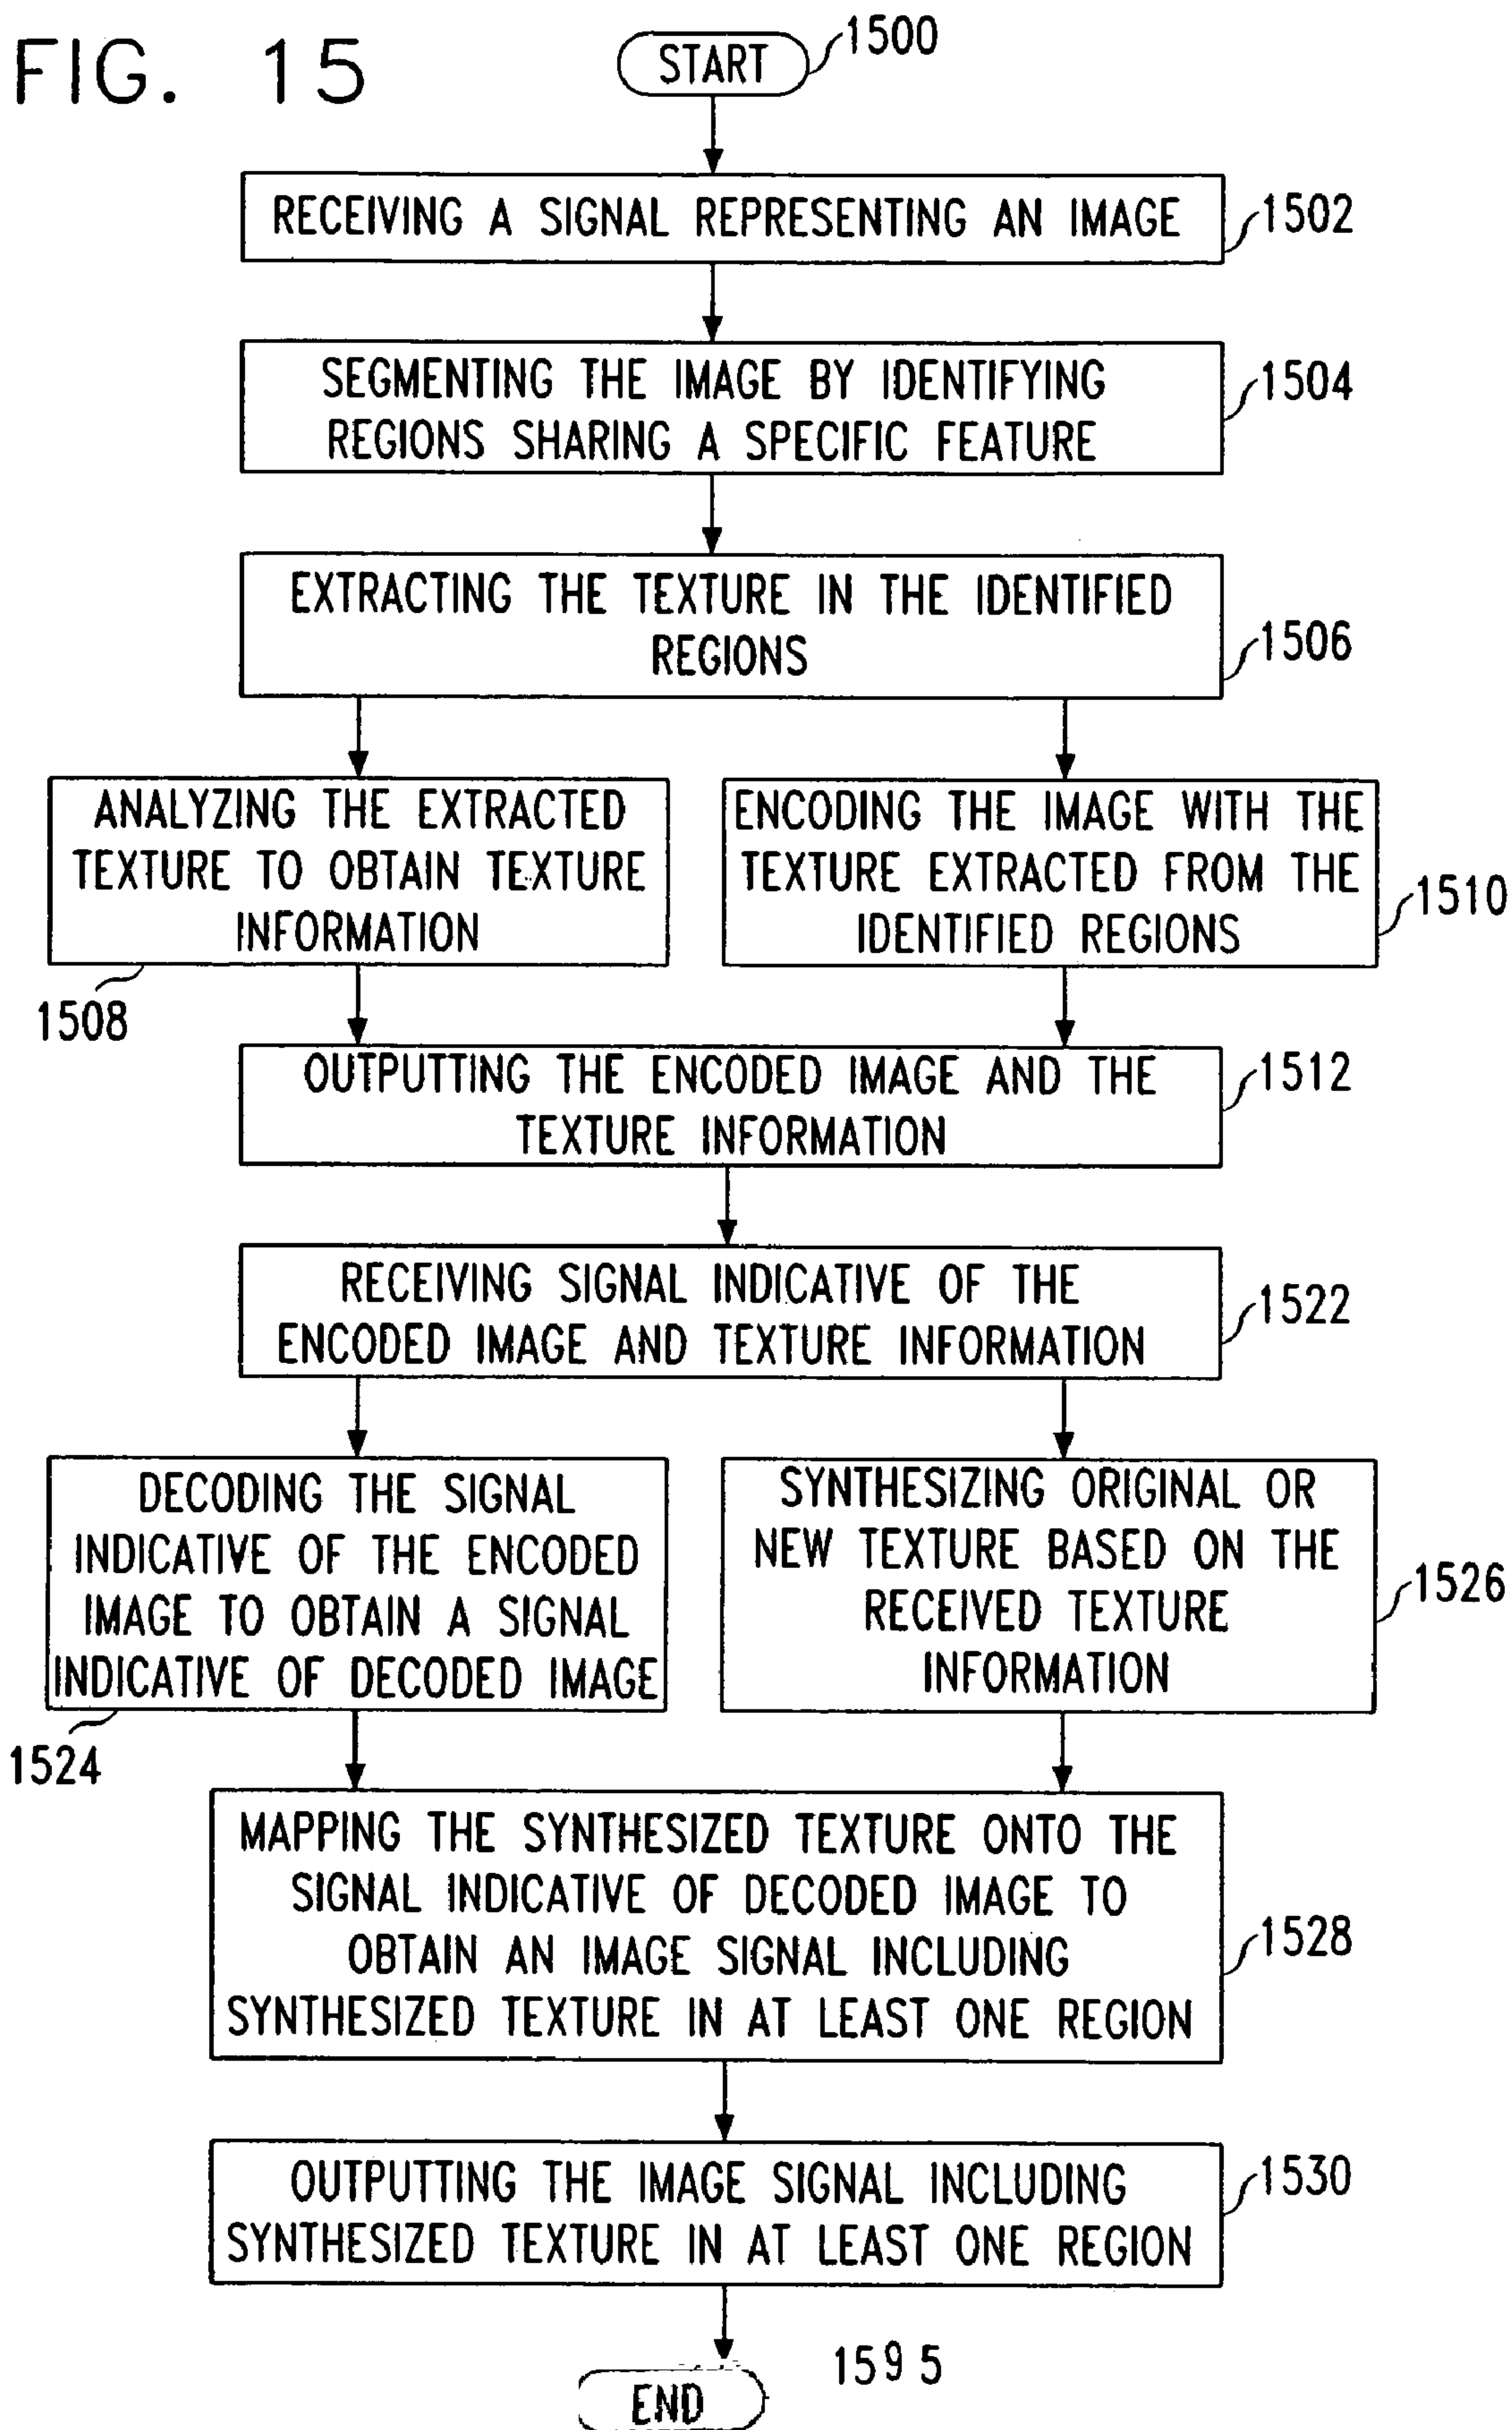 FIG. 15
START
1500
RECEIVING A SIGNAL REPRESENTING AN IMAGE
1502
SEGMENTING THE IMAGE BY IDENTIFYING
REGIONS SHARING A SPECIFIC FEATURE
1504
EXTRACTING THE TEXTURE IN THE IDENTIFIED
REGIONS
1506
ANALYZING THE EXTRACTED
TEXTURE TO OBTAIN TEXTURE
INFORMATION
1508
ENCODING THE IMAGE WITH THE
TEXTURE EXTRACTED FROM THE
IDENTIFIED REGIONS
1510
OUTPUTTING THE ENCODED IMAGE AND THE
TEXTURE INFORMATION
1512
RECEIVING SIGNAL INDICATIVE OF THE
ENCODED IMAGE AND TEXTURE INFORMATION
1522
DECODING THE SIGNAL
INDICATIVE OF THE ENCODED
IMAGE TO OBTAIN A SIGNAL
INDICATIVE OF DECODED IMAGE
1524
SYNTHESIZING ORIGINAL OR
NEW TEXTURE BASED ON THE
RECEIVED TEXTURE
INFORMATION
1526
MAPPING THE SYNTHESIZED TEXTURE ONTO THE
SIGNAL INDICATIVE OF DECODED IMAGE TO
OBTAIN AN IMAGE SIGNAL INCLUDING
SYNTHESIZED TEXTURE IN AT LEAST ONE REGION
1528
OUTPUTTING THE IMAGE SIGNAL INCLUDING
SYNTHESIZED TEXTURE IN AT LEAST ONE REGION
1530
1595
END